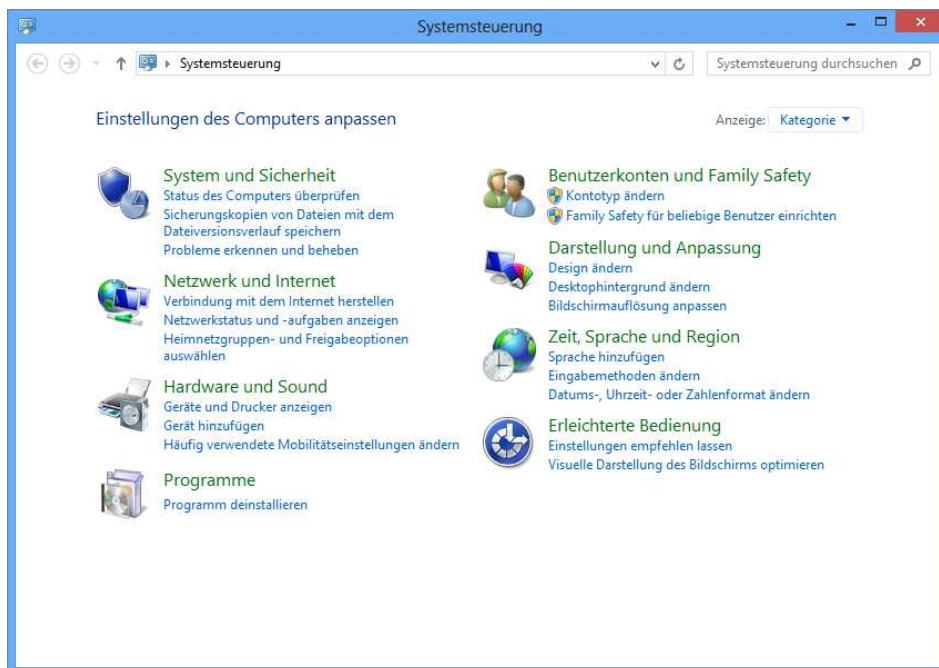 Systemsteuerung
Systemsteuerung
Systemsteuerung durchsuchen
Einstellungen des Computers anpassen
Anzeige: Kategorie
System und Sicherheit
Status des Computers überprüfen
Sicherungskopien von Dateien mit dem
Dateiversionsverlauf speichern
Probleme erkennen und beheben
Netzwerk und Internet
Verbindung mit dem Internet herstellen
Netzwerkstatus und -aufgaben anzeigen
Heimnetzgruppen- und Freigabeoptionen
auswählen
Hardware und Sound
Geräte und Drucker anzeigen
Gerät hinzufügen
Häufig verwendete Mobilitätseinstellungen ändern
Programme
Programm deinstallieren
Benutzerkonten und Family Safety
Kontotyp ändern
Family Safety für beliebige Benutzer einrichten
Darstellung und Anpassung
Design ändern
Desktophintergrund ändern
Bildschirmauflösung anpassen
Zeit, Sprache und Region
Sprache hinzufügen
Eingabemethoden ändern
Datums-, Uhrzeit- oder Zahlenformat ändern
Erleichterte Bedienung
Einstellungen empfehlen lassen
Visuelle Darstellung des Bildschirms optimieren